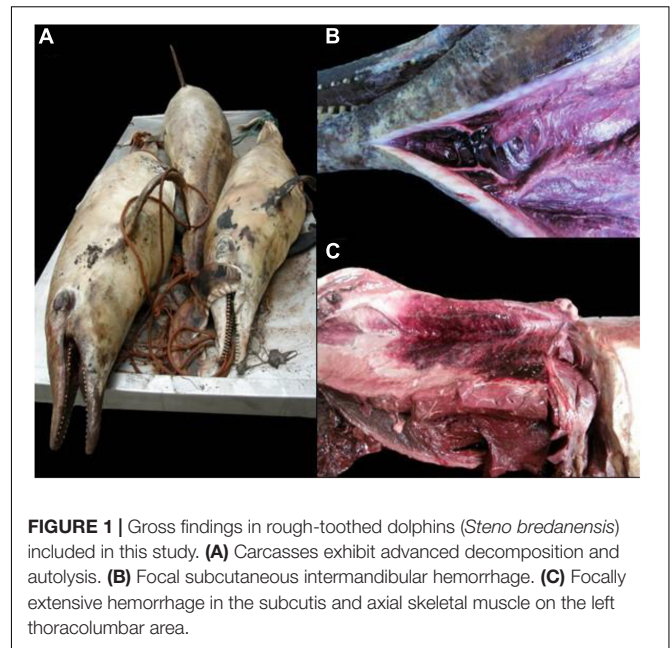 A
B
C
FIGURE 1 | Gross findings in rough-toothed dolphins (Steno bredanensis)
included in this study. (A) Carcasses exhibit advanced decomposition and
autolysis. (B) Focal subcutaneous intermandibular hemorrhage. (C) Focally
extensive hemorrhage in the subcutis and axial skeletal muscle on the left
thoracolumbar area.